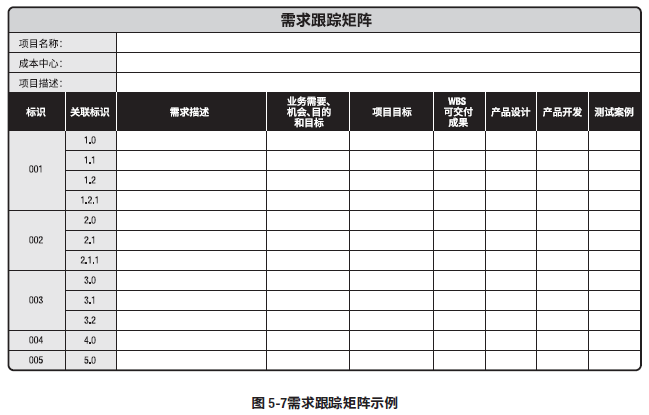 需求跟踪矩阵
项目名称：
成本中心：
项目描述：
标识 关联标识 需求描述 业务需要、机会、目的和目标 项目目标 WBS可交付成果 产品设计 产品开发 测试案例
001 1.0
1.1
1.2
1.2.1
002 2.0
2.1
2.1.1
003 3.0
3.1
3.2
004 4.0
005 5.0
图 5-7需求跟踪矩阵示例